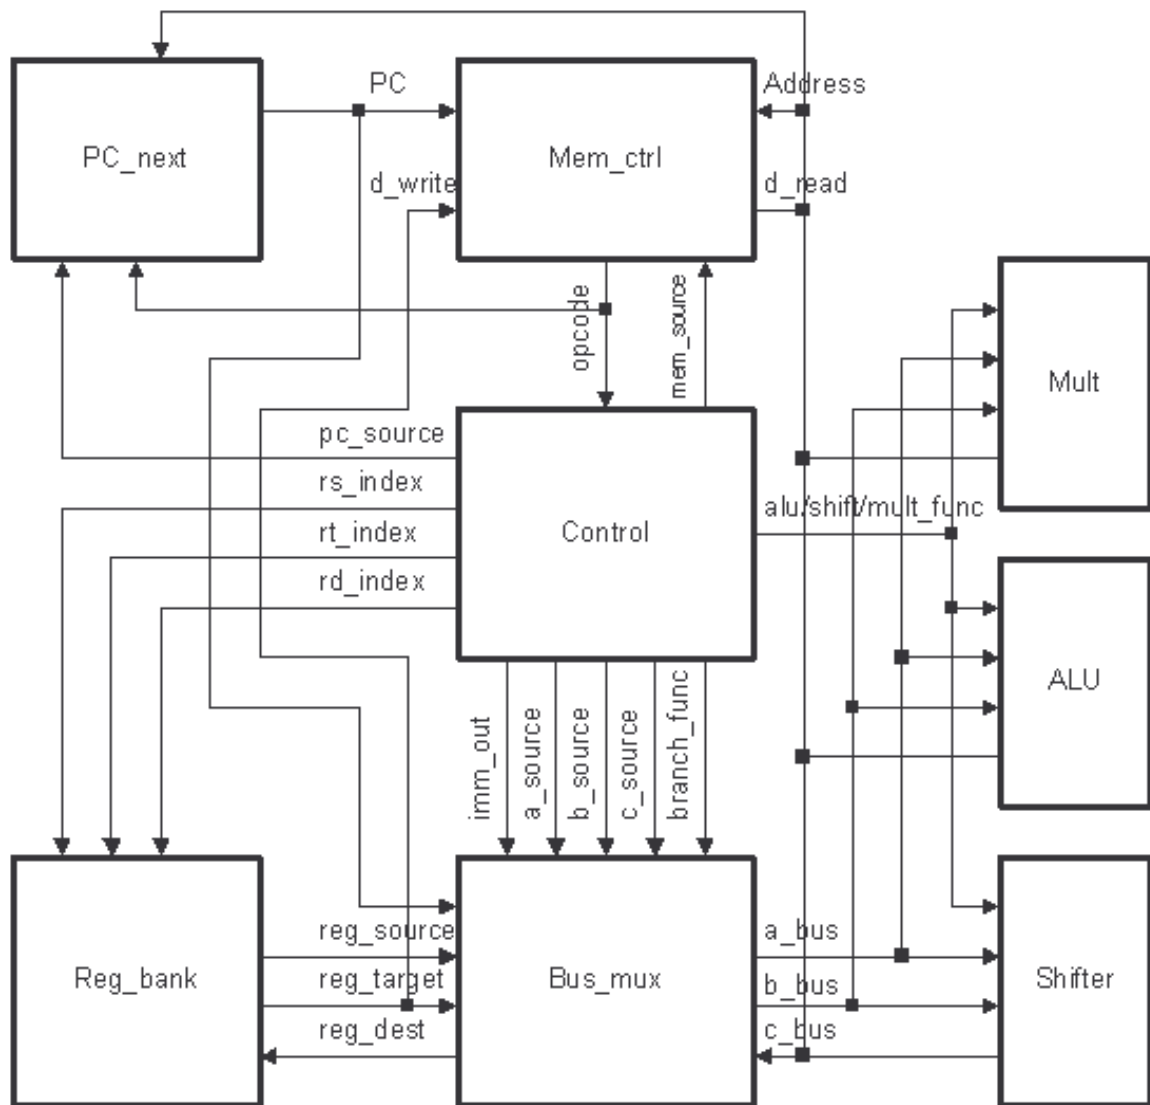 PC
Address
PC_next
Mem_ctrl
d_write
d_read
opcode
mem_source
Mult
pc_source
rs_index
alu/shift/mult_func
rt_index
Control
rd_index
ALU
imm_out
a_source
b_source
c_source
branch_func
reg_source
a_bus
Reg_bank
reg_target
Bus_mux
b_bus
Shifter
reg_dest
c_bus